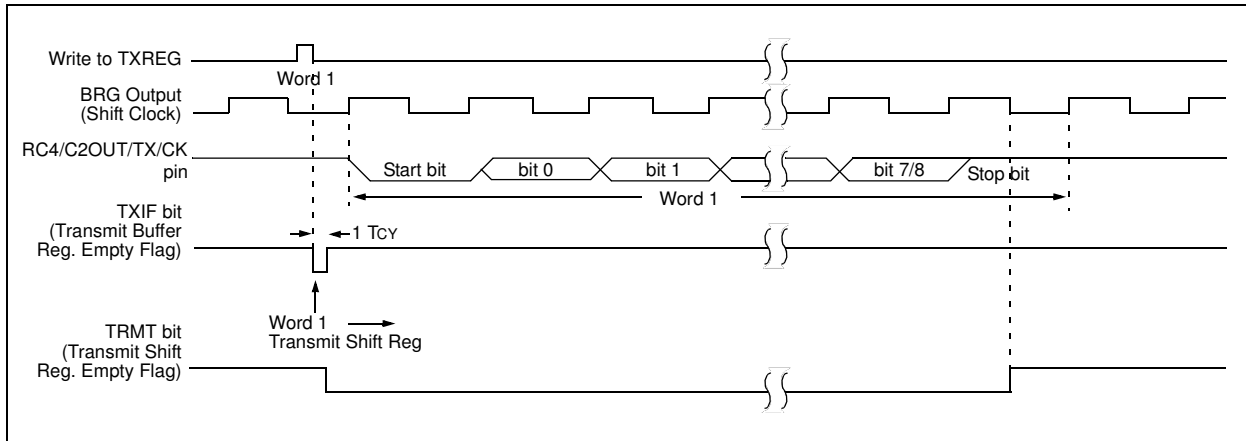 Write to TXREG
Word 1
BRG Output
(Shift Clock)
RC4/C2OUT/TX/CK
pin
Start bit
bit 0
bit 1
bit 7/8
Stop bit
Word 1
TXIF bit
(Transmit Buffer
Reg. Empty Flag)
1 TCY
Word 1
Transmit Shift Reg
TRMT bit
(Transmit Shift
Reg. Empty Flag)